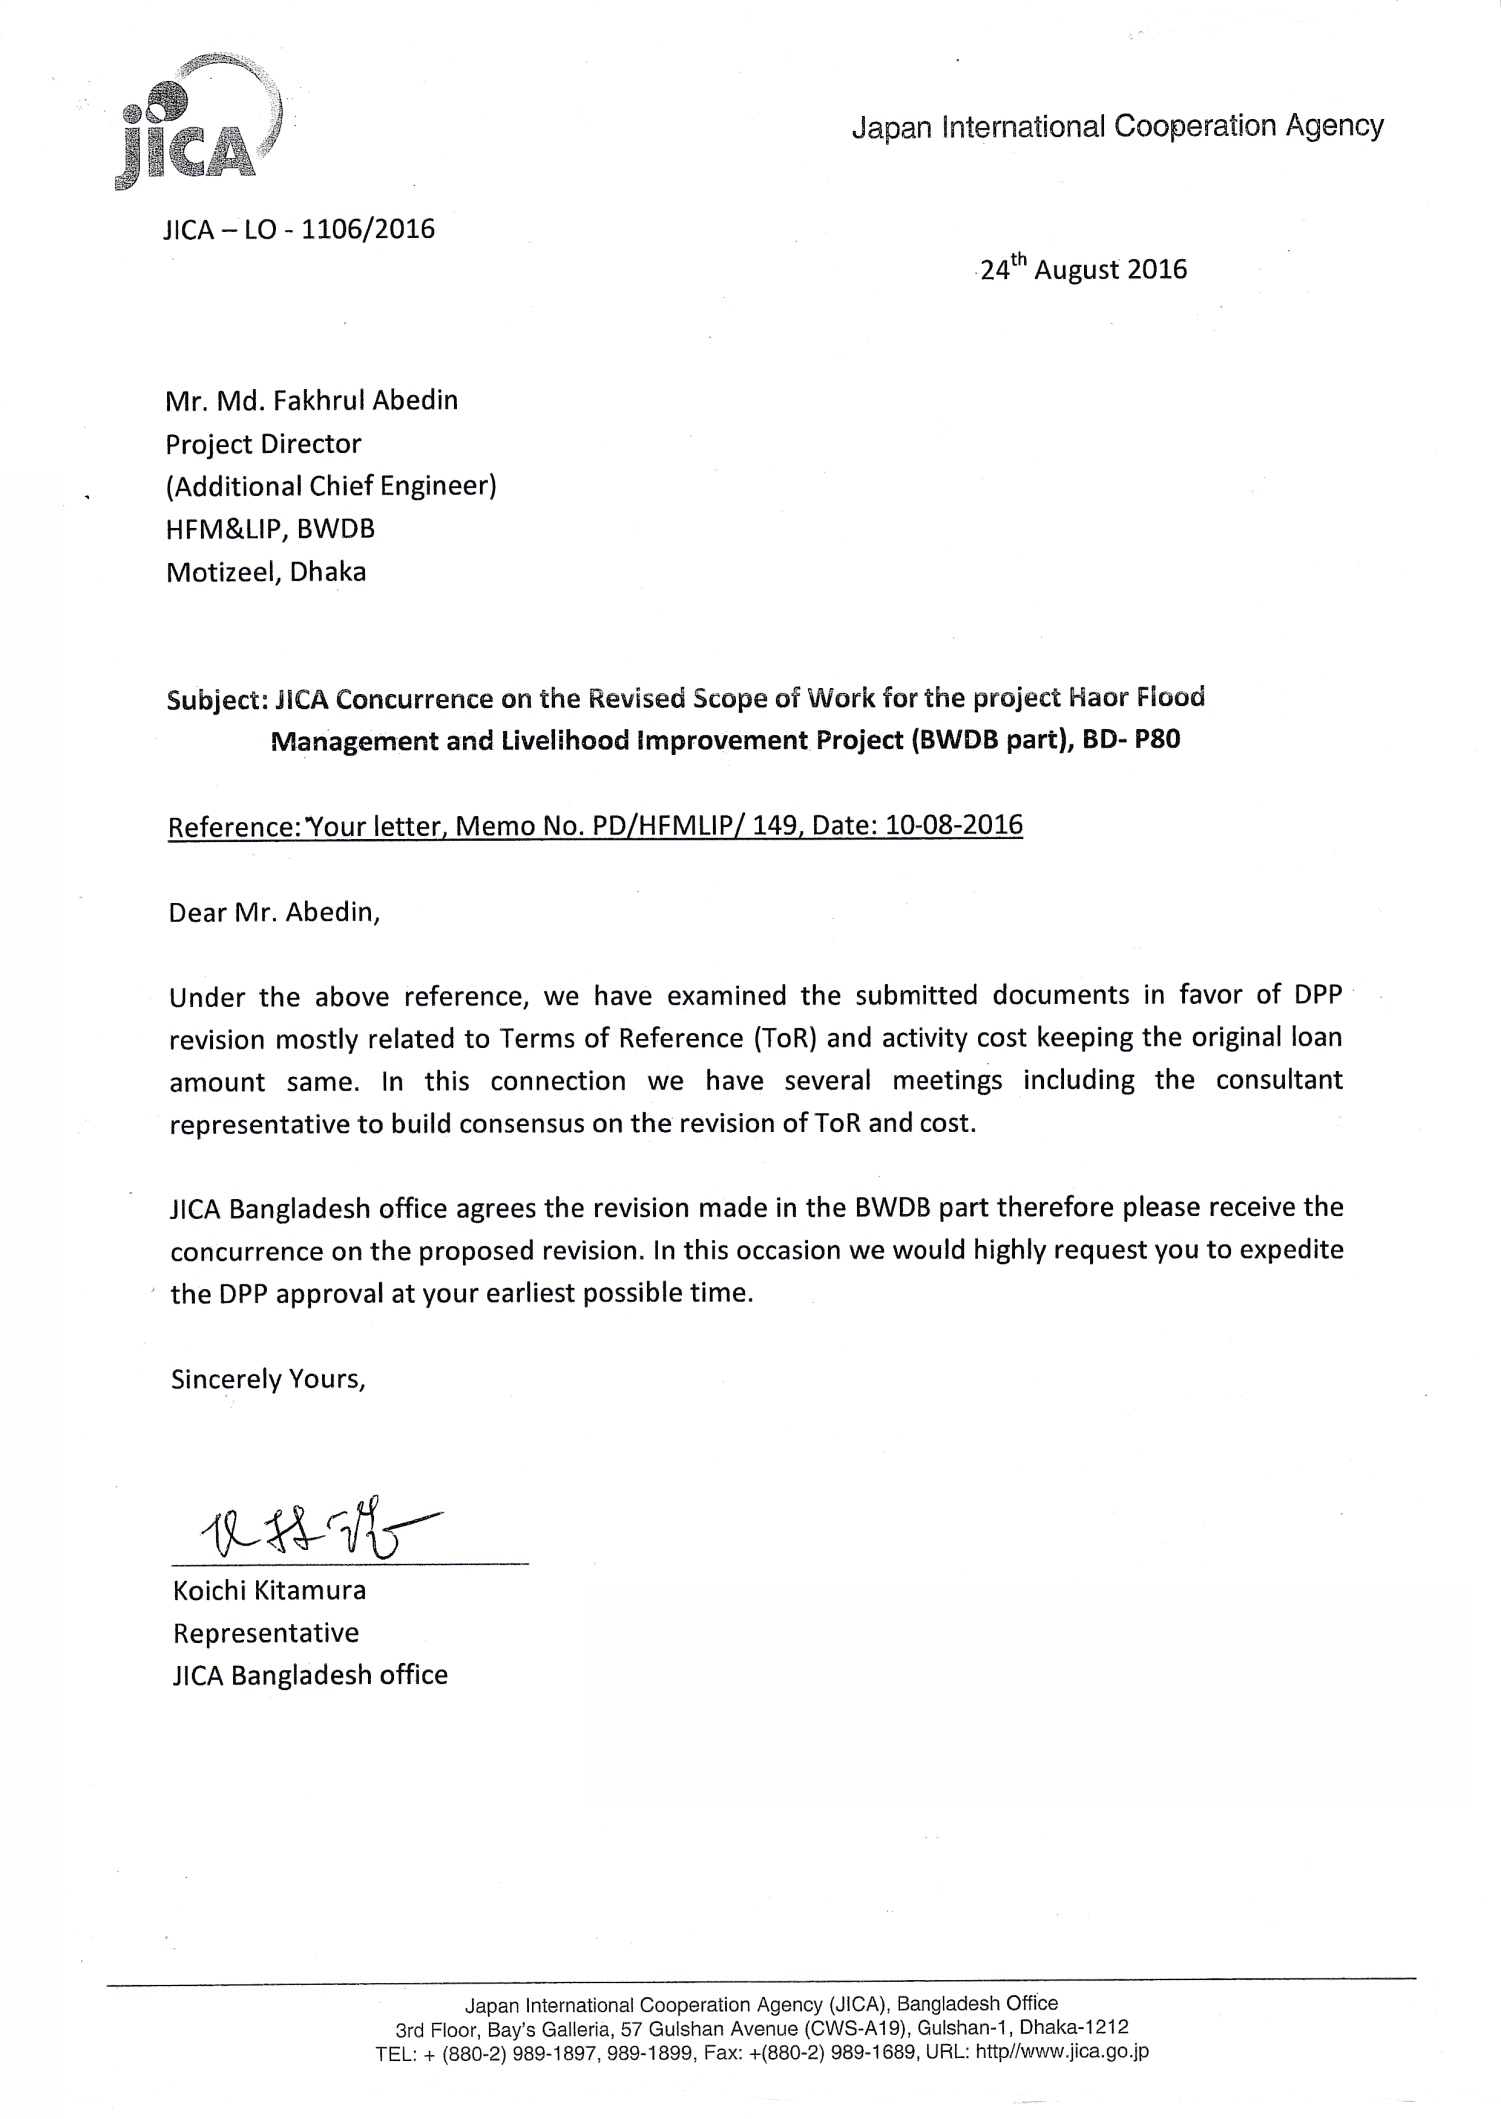 jica
Japan International Cooperation Agency
JICA – LO - 1106/2016
24th August 2016
Mr. Md. Fakhrul Abedin
Project Director
(Additional Chief Engineer)
HFM&LIP, BWDB
Motizeel, Dhaka
Subject: JICA Concurrence on the Revised Scope of Work for the project Haor Flood
Management and Livelihood Improvement Project (BWDB part), BD- P80
Reference: Your letter, Memo No. PD/HFMLIP/ 149, Date: 10-08-2016
Dear Mr. Abedin,
Under the above reference, we have examined the submitted documents in favor of DPP
revision mostly related to Terms of Reference (ToR) and activity cost keeping the original loan
amount same. In this connection we have several meetings including the consultant
representative to build consensus on the revision of ToR and cost.
JICA Bangladesh office agrees the revision made in the BWDB part therefore please receive the
concurrence on the proposed revision. In this occasion we would highly request you to expedite
the DPP approval at your earliest possible time.
Sincerely Yours,
Koichi Kitamura
Representative
JICA Bangladesh office
Japan International Cooperation Agency (JICA), Bangladesh Office
3rd Floor, Bay's Galleria, 57 Gulshan Avenue (CWS-A19), Gulshan-1, Dhaka-1212
TEL: + (880-2) 989-1897, 989-1899, Fax: +(880-2) 989-1689, URL: http//www.jica.go.jp